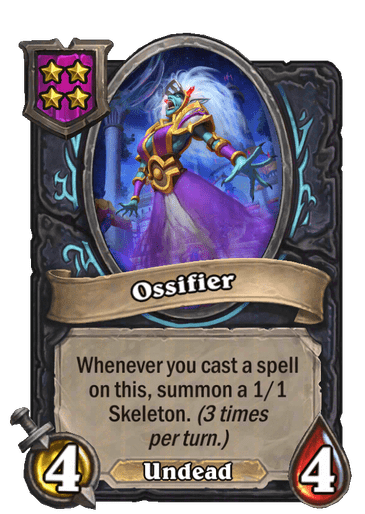 Ossifier
Whenever you cast a spell
on this, summon a 1/1
Skeleton. (3 times
per turn.)
4
Undead
4